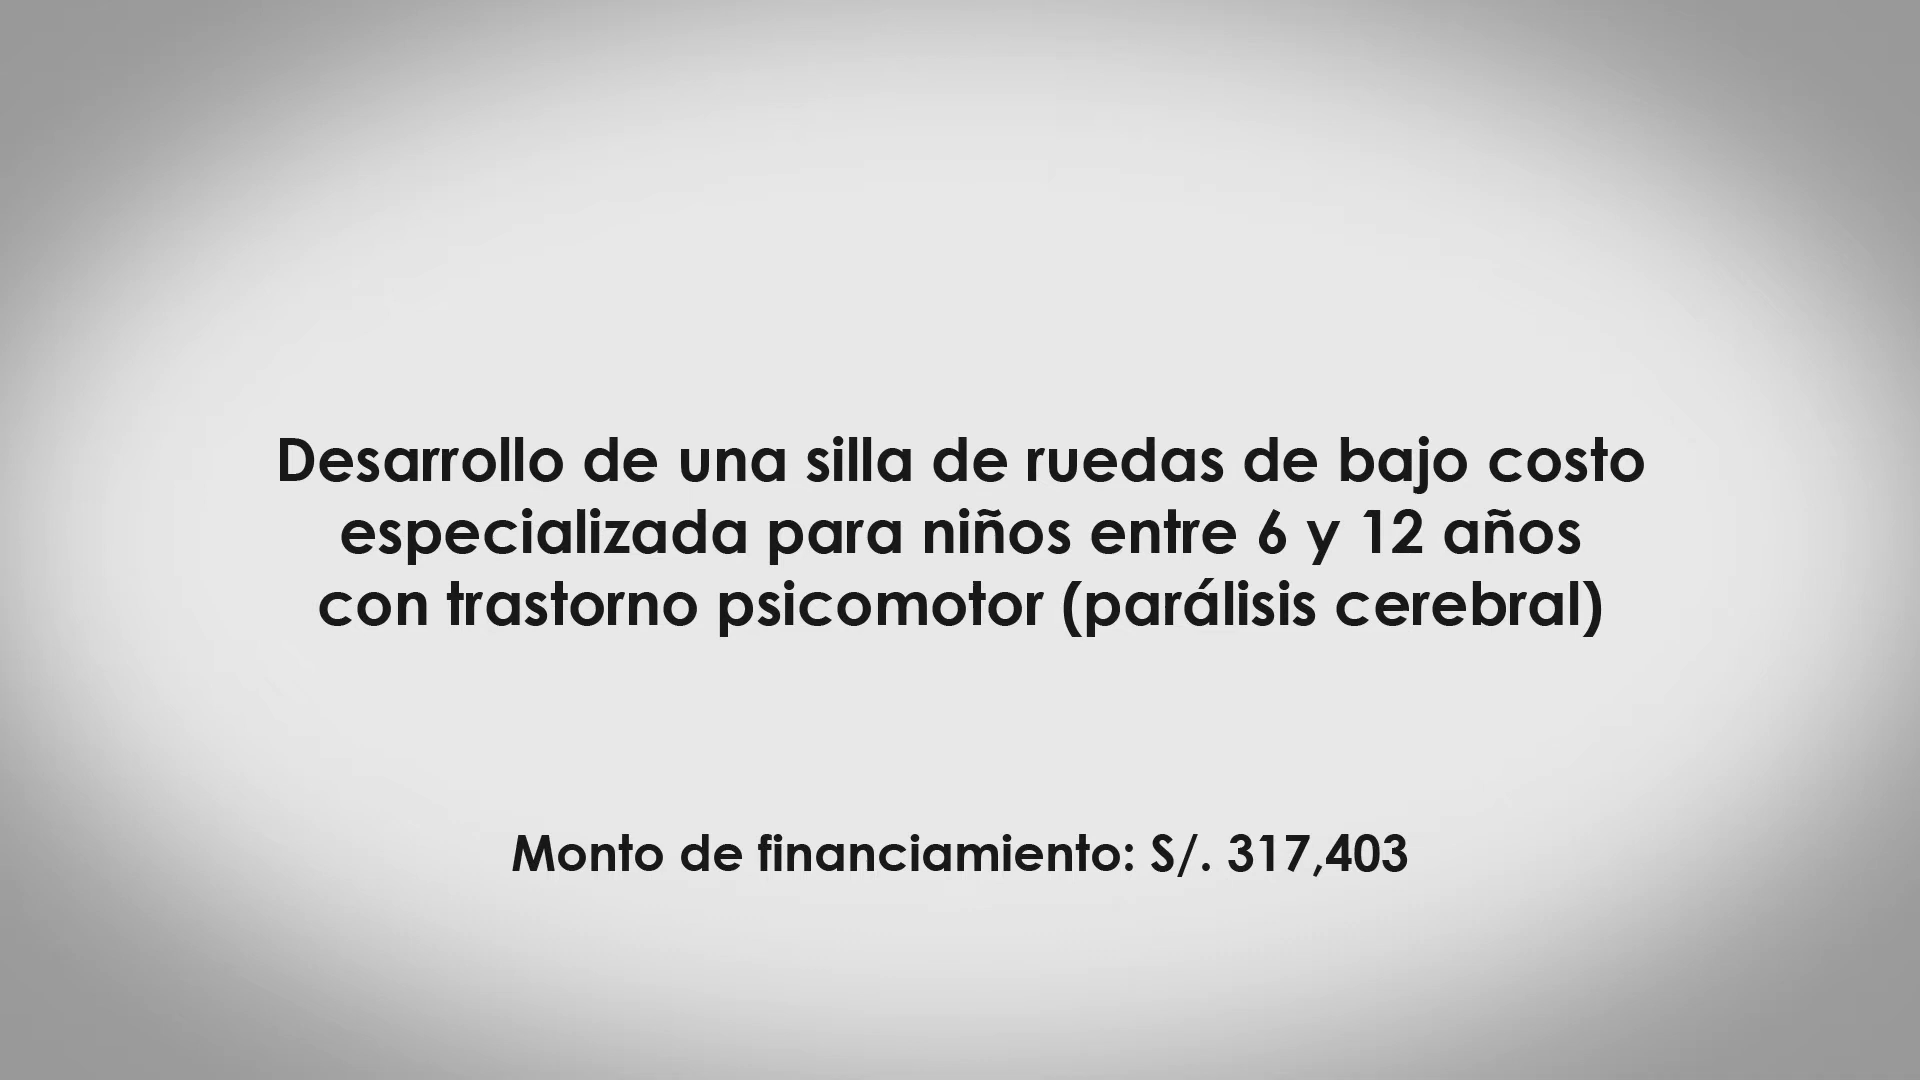 Desarrollo de una silla de ruedas de bajo costo
especializada para niños entre 6 y 12 años
con trastorno psicomotor (parálisis cerebral)
Monto de financiamiento: S/. 317,403